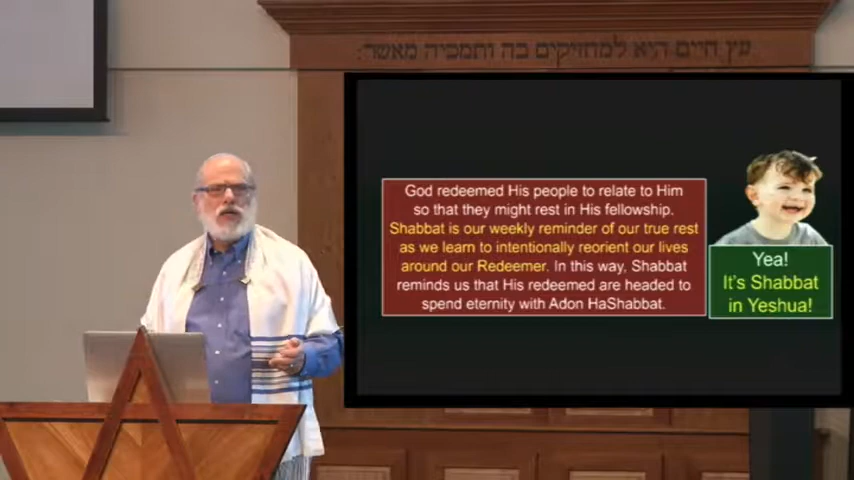 עץ חיים היא למחזיקים בה ותמכיה מאשר:
God redeemed His people to relate to Him
so that they might rest in His fellowship.
Shabbat is our weekly reminder of our true rest
as we learn to intentionally reorient our lives
around our Redeemer. In this way, Shabbat
reminds us that His redeemed are headed to
spend eternity with Adon HaShabbat.
Yea!
It's Shabbat
in Yeshua!